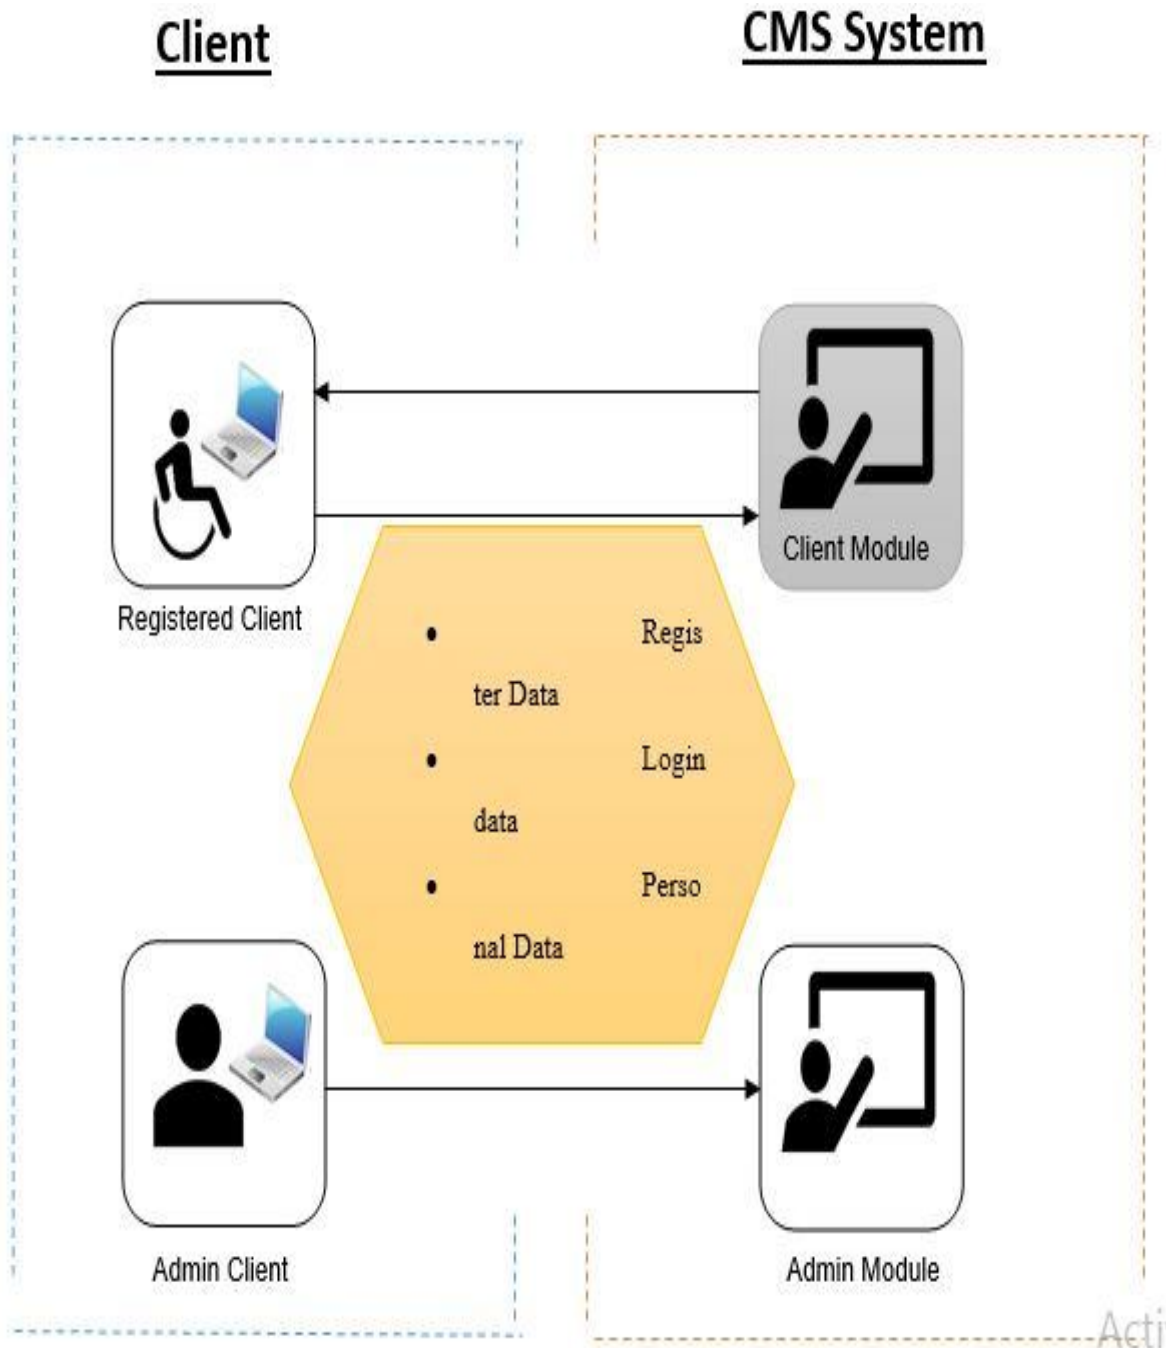 Client
CMS System
Client Module
Registered Client
• Regis
ter Data
• Login
data
• Perso
nal Data
Admin Client
Admin Module
Acti